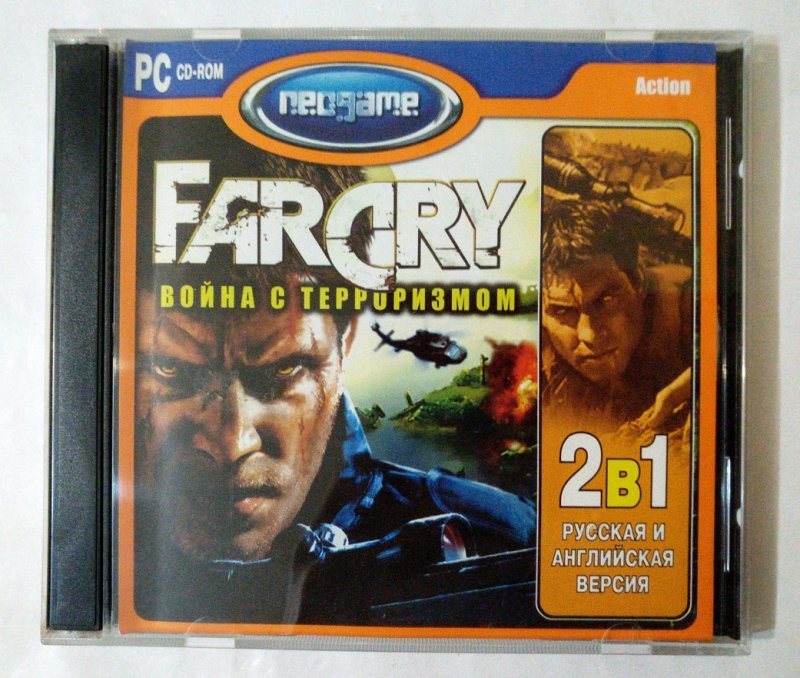 PC CD-ROM
neogame
Action
FARCRY
ВОЙНА С ТЕРРОРИЗМОМ
2В1
РУССКАЯ И
АНГЛИЙСКАЯ
ВЕРСИЯ